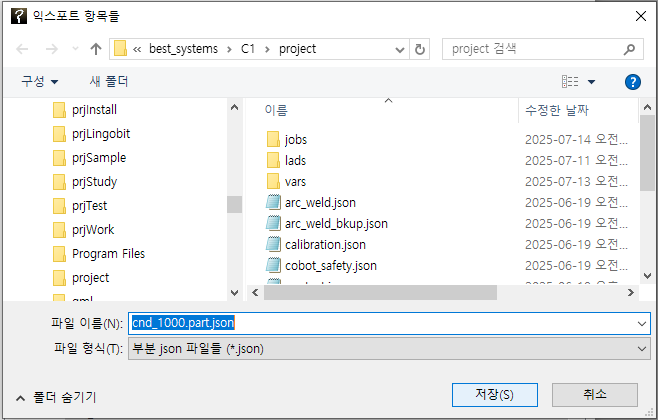 익스포트 항목들
« best_systems > C1 > project
project 검색
구성
새 폴더
prjInstall
prjLingobit
prjSample
prjStudy
prjTest
prjWork
Program Files
project
이름
수정한 날짜
jobs
2025-07-14 오전...
lads
2025-07-11 오전...
vars
2025-07-13 오전...
arc_weld.json
2025-06-19 오전...
arc_weld_bkup.json
2025-06-19 오전...
calibration.json
2025-06-19 오전...
cobot_safety.json
2025-06-19 오전...
파일 이름(N):
cnd_1000.part.json
파일 형식(T):
부분 json 파일들 (*.json)
폴더 숨기기
저장(S)
취소